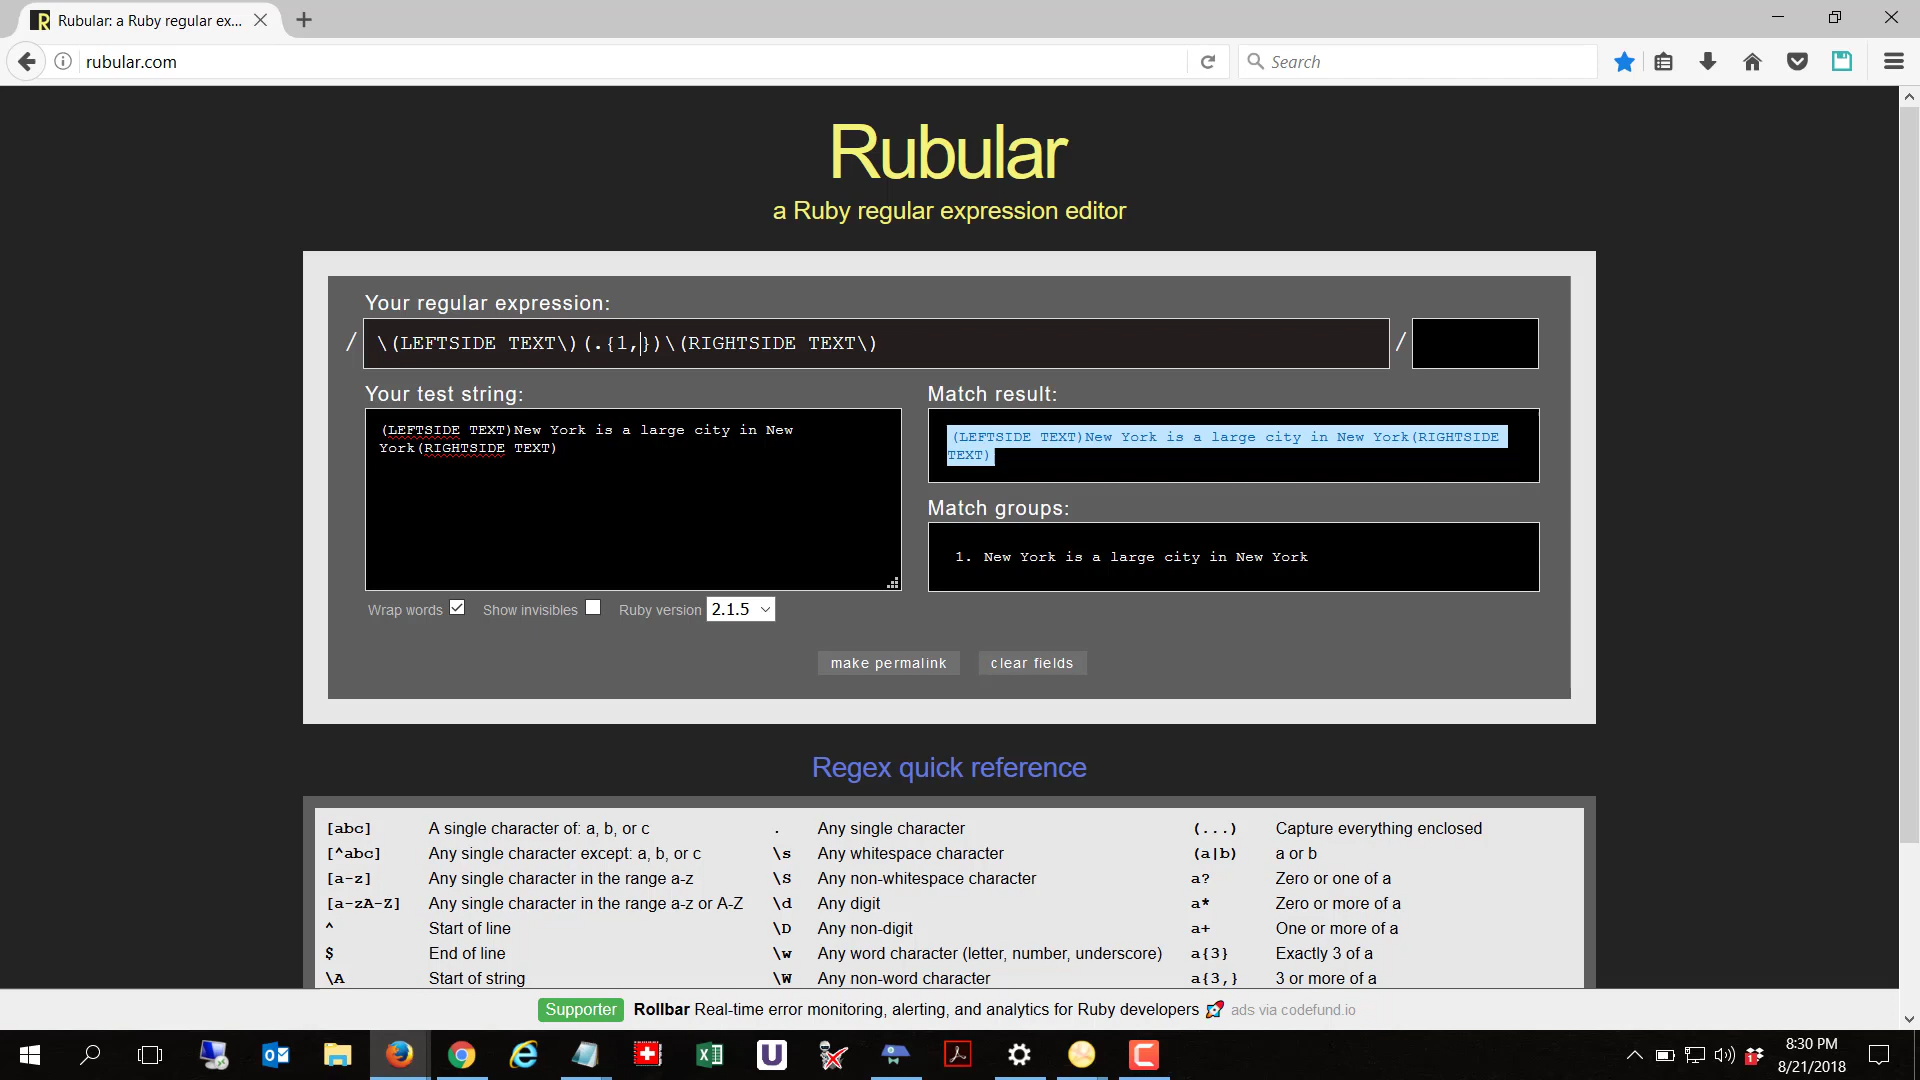 Rubular: a Ruby regular ex...
rubular.com
Search
Rubular
a Ruby regular expression editor
Your regular expression:
/ \(LEFTSIDE TEXT\)(.{1,})\(RIGHTSIDE TEXT\) /
Your test string:
(LEFTSIDE TEXT)New York is a large city in New
York(RIGHTSIDE TEXT)
Match result:
(LEFTSIDE TEXT)New York is a large city in New York(RIGHTSIDE
TEXT)
Match groups:
1. New York is a large city in New York
Wrap words Show invisibles Ruby version 2.1.5
make permalink clear fields
Regex quick reference
[abc] A single character of: a, b, or c . Any single character (...) Capture everything enclosed
[^abc] Any single character except: a, b, or c \s Any whitespace character (a|b) a or b
[a-z] Any single character in the range a-z \S Any non-whitespace character a? Zero or one of a
[a-zA-Z] Any single character in the range a-z or A-Z \d Any digit a* Zero or more of a
^ Start of line \D Any non-digit a+ One or more of a
$ End of line \w Any word character (letter, number, underscore) a{3} Exactly 3 of a
\A Start of string \W Any non-word character a{3,} 3 or more of a
Supporter Rollbar Real-time error monitoring, alerting, and analytics for Ruby developers 🚀 ads via codefund.io
8:30 PM
8/21/2018